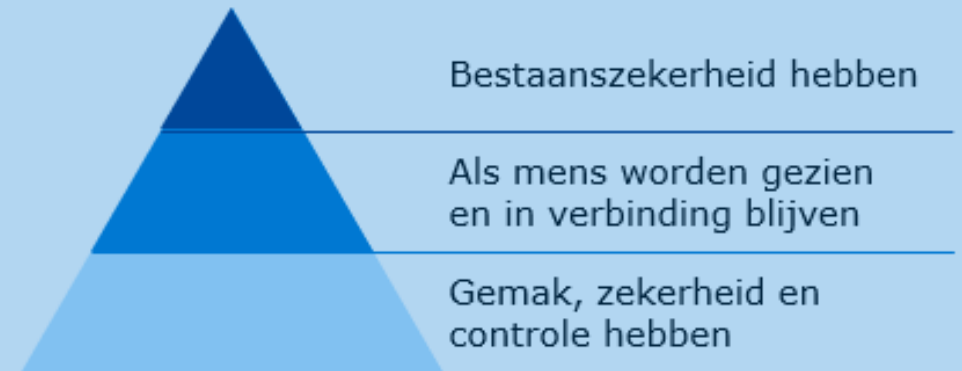 Bestaanszekerheid hebben
Als mens worden gezien
en in verbinding blijven
Gemak, zekerheid en
controle hebben